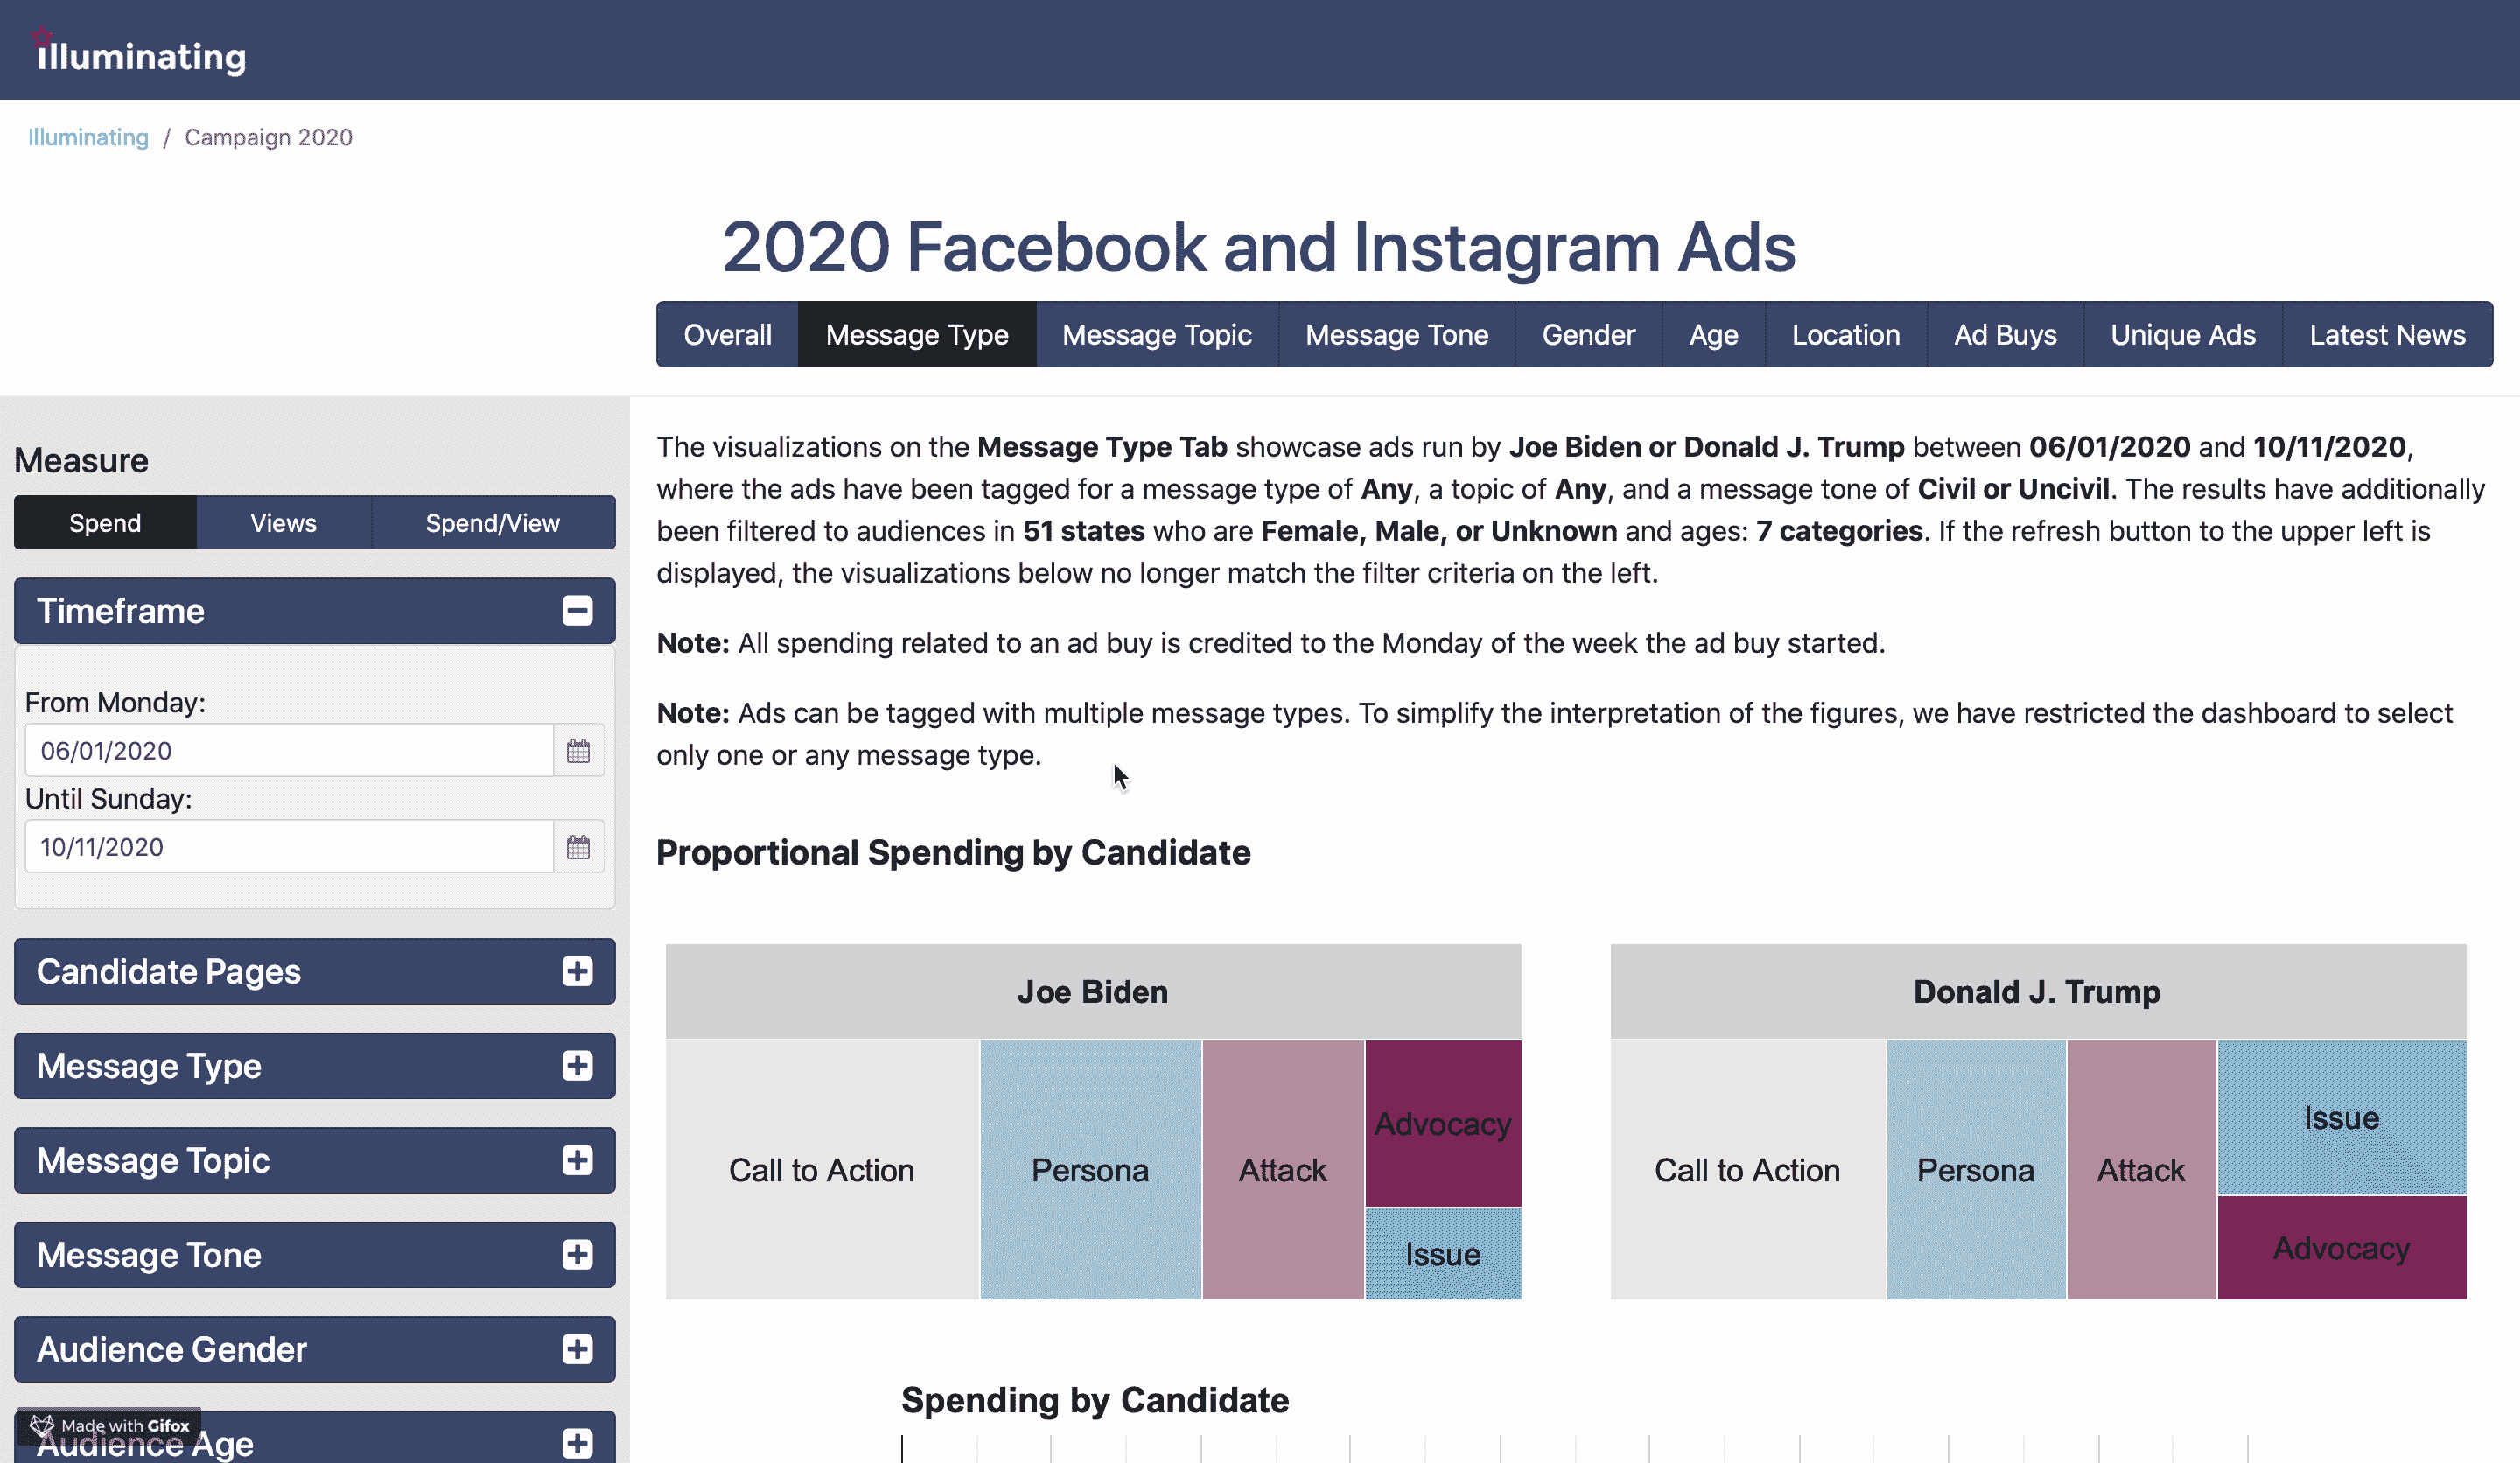 illuminating
Illuminating / Campaign 2020
2020 Facebook and Instagram Ads
Overall Message Type Message Topic Message Tone Gender Age Location Ad Buys Unique Ads Latest News
Measure
Spend Views Spend/View
Timeframe
From Monday:
06/01/2020
Until Sunday:
10/11/2020
Candidate Pages
Message Type
Message Topic
Message Tone
Audience Gender
Audience Age
Made with Gifox
The visualizations on the Message Type Tab showcase ads run by Joe Biden or Donald J. Trump between 06/01/2020 and 10/11/2020,
where the ads have been tagged for a message type of Any, a topic of Any, and a message tone of Civil or Uncivil. The results have additionally
been filtered to audiences in 51 states who are Female, Male, or Unknown and ages: 7 categories. If the refresh button to the upper left is
displayed, the visualizations below no longer match the filter criteria on the left.
Note: All spending related to an ad buy is credited to the Monday of the week the ad buy started.
Note: Ads can be tagged with multiple message types. To simplify the interpretation of the figures, we have restricted the dashboard to select
only one or any message type.
Proportional Spending by Candidate
Joe Biden
Call to Action
Persona
Attack
Advocacy
Issue
Donald J. Trump
Call to Action
Persona
Attack
Issue
Advocacy
Spending by Candidate